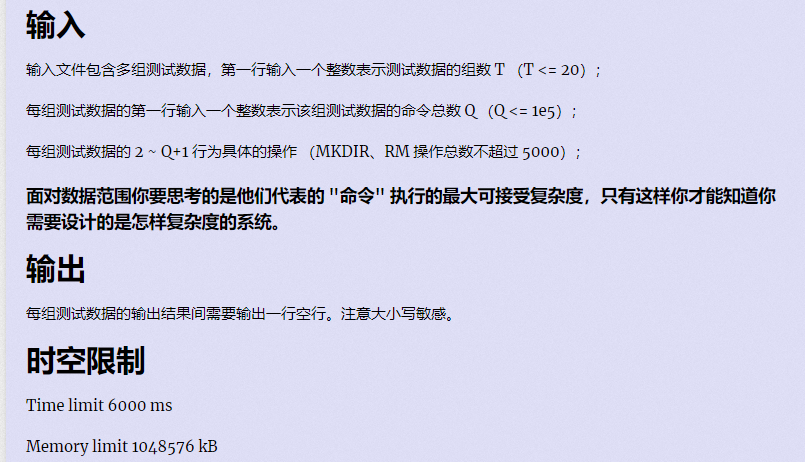 输入
输入文件包含多组测试数据，第一行输入一个整数表示测试数据的组数 T （T <= 20）；
每组测试数据的第一行输入一个整数表示该组测试数据的命令总数 Q （Q <= 1e5）；
每组测试数据的 2 ~ Q+1 行为具体的操作 （MKDIR、RM 操作总数不超过 5000）；
面对数据范围你要思考的是他们代表的 "命令" 执行的最大可接受复杂度，只有这样你才能知道你
需要设计的是怎样复杂度的系统。
输出
每组测试数据的输出结果间需要输出一行空行。注意大小写敏感。
时空限制
Time limit 6000 ms
Memory limit 1048576 kB